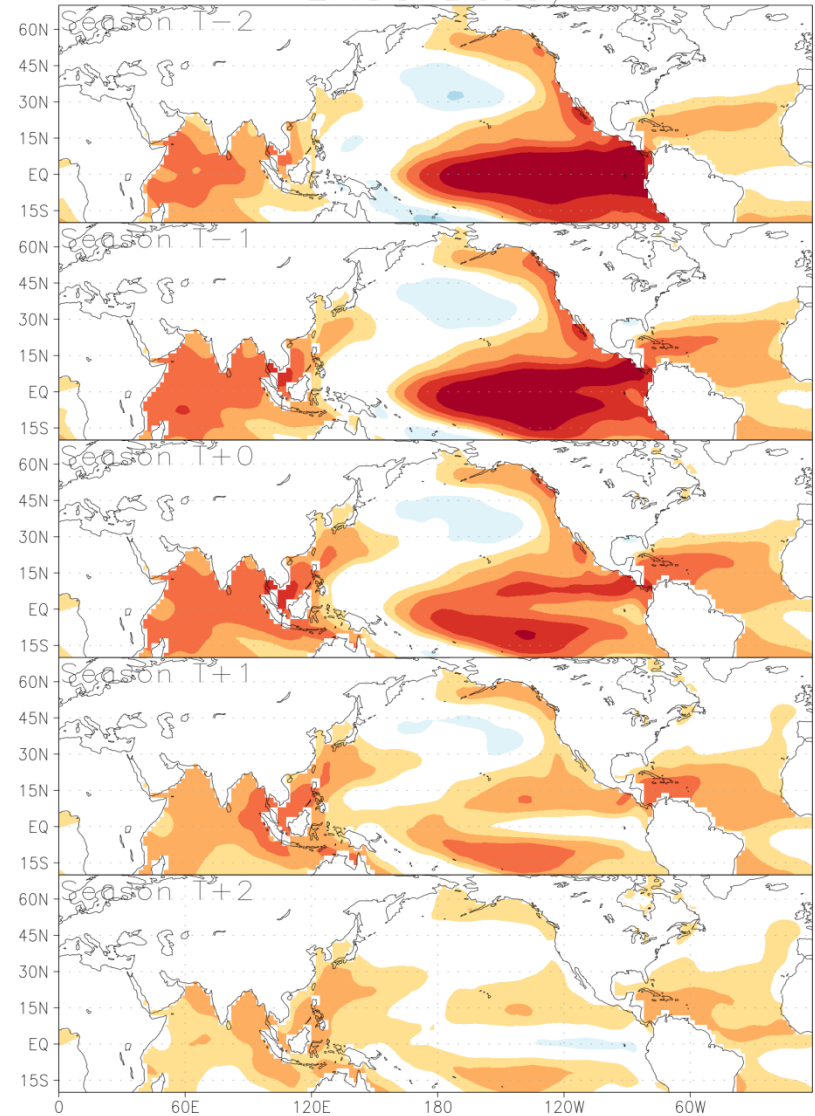 Season T-2
60N
45N
30N
15N
EQ
15S
Season T-1
60N
45N
30N
15N
EQ
15S
Season T+0
60N
45N
30N
15N
EQ
15S
Season T+1
60N
45N
30N
15N
EQ
15S
Season T+2
60N
45N
30N
15N
EQ
15S
0 60E 120E 180 120W 60W